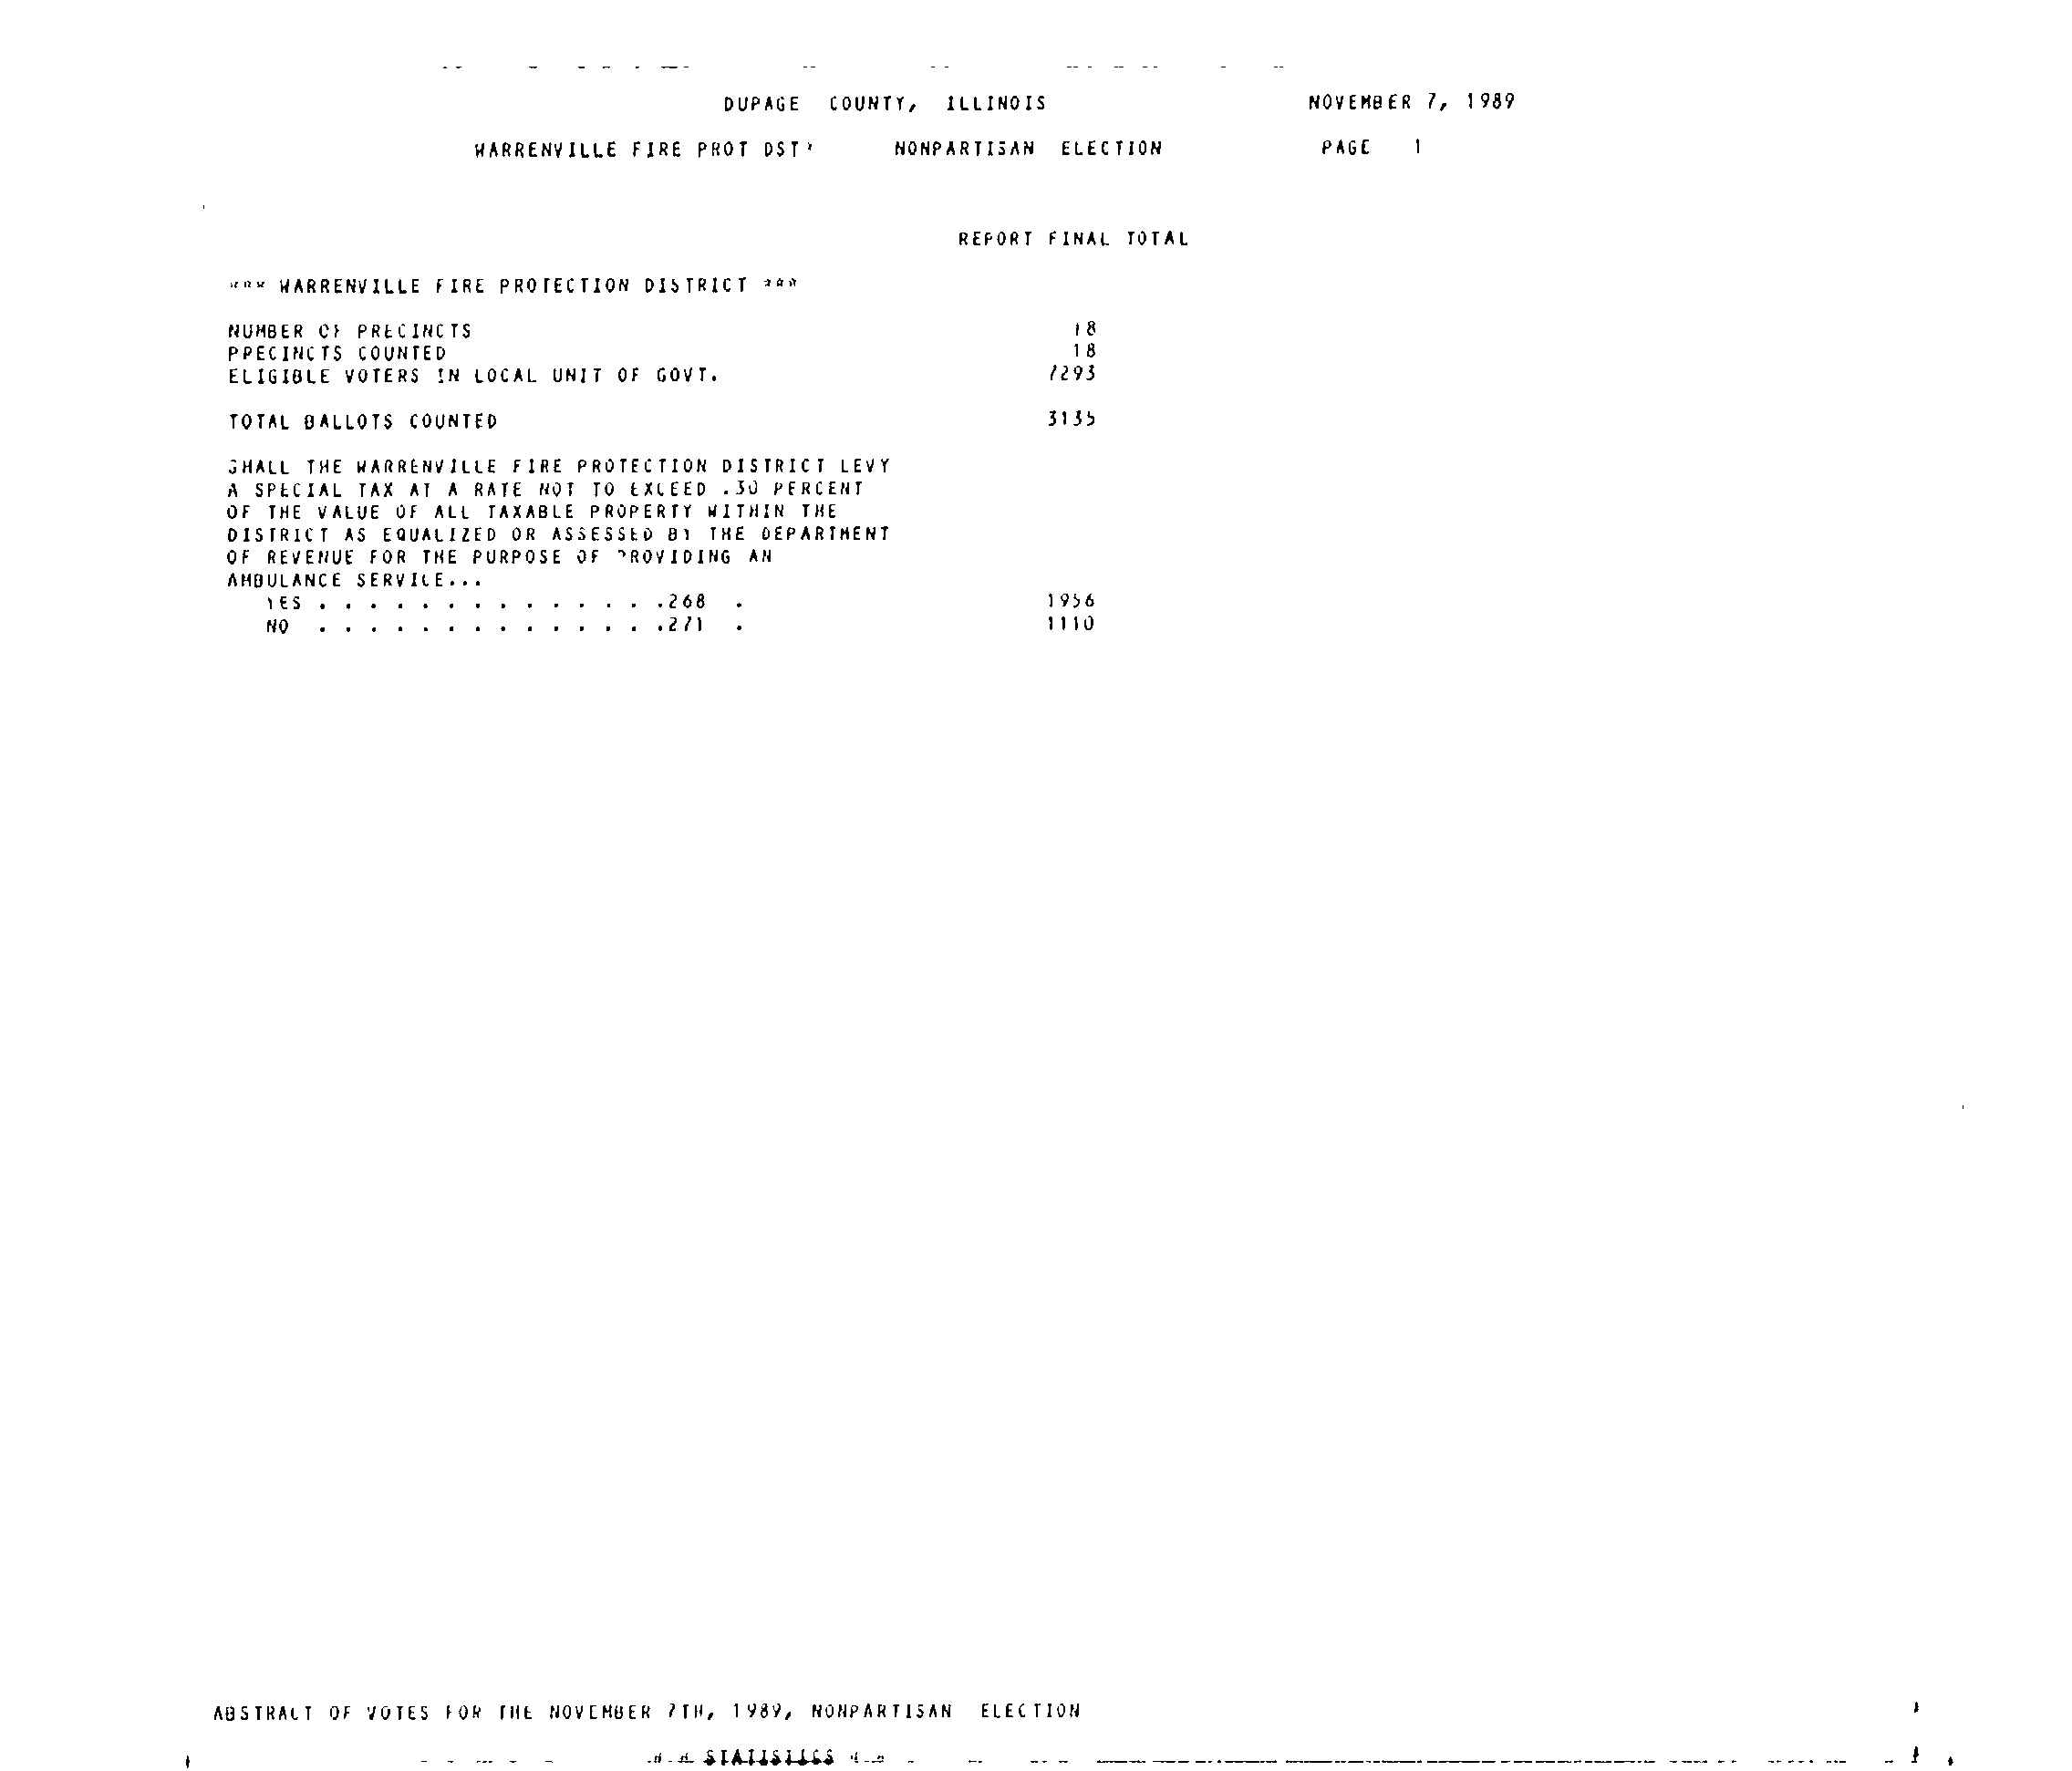 DUPAGE COUNTY, ILLINOIS NOVEMBER 7, 1989
WARRENVILLE FIRE PROT DST' NONPARTISAN ELECTION PAGE 1
REPORT FINAL TOTAL
*** WARRENVILLE FIRE PROTECTION DISTRICT ***
NUMBER OF PRECINCTS 18
PRECINCTS COUNTED 18
ELIGIBLE VOTERS IN LOCAL UNIT OF GOVT. 7293
TOTAL BALLOTS COUNTED 3135
SHALL THE WARRENVILLE FIRE PROTECTION DISTRICT LEVY
A SPECIAL TAX AT A RATE NOT TO EXCEED .30 PERCENT
OF THE VALUE OF ALL TAXABLE PROPERTY WITHIN THE
DISTRICT AS EQUALIZED OR ASSESSED BY THE DEPARTMENT
OF REVENUE FOR THE PURPOSE OF PROVIDING AN
AMBULANCE SERVICE...
YES . . . . . . . . . . . . . .268 . 1956
NO . . . . . . . . . . . . . .271 . 1110
ABSTRACT OF VOTES FOR THE NOVEMBER 7TH, 1989, NONPARTISAN ELECTION
STATISTICS